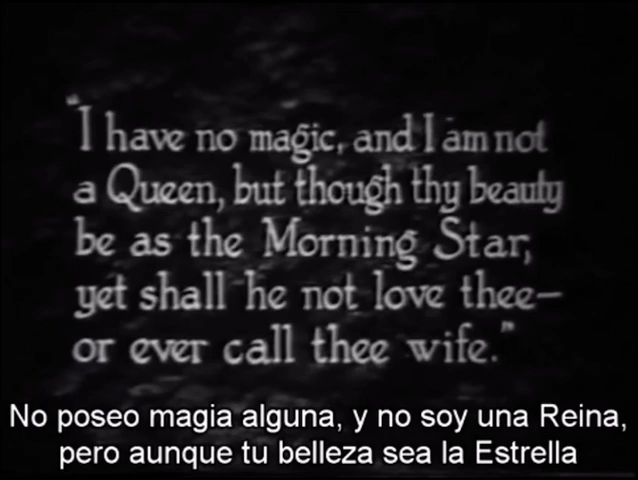 "I have no magic, and I am not
a Queen, but though thy beauty
be as the Morning Star,
yet shall he not love thee—
or ever call thee wife."
No poseo magia alguna, y no soy una Reina,
pero aunque tu belleza sea la Estrella